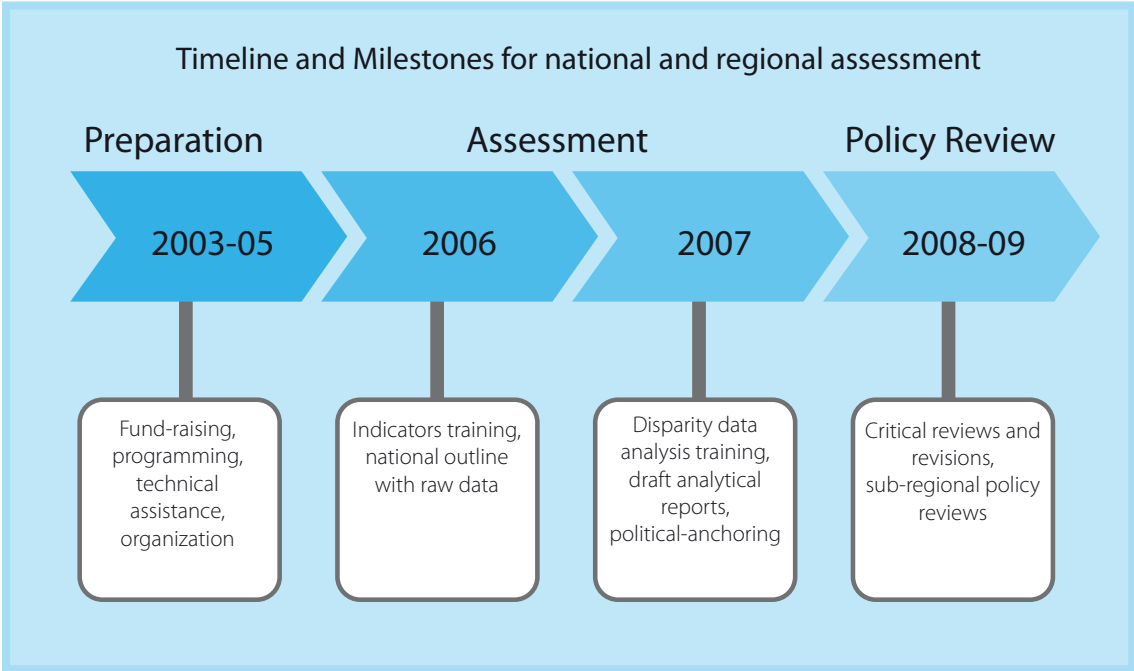 Timeline and Milestones for national and regional assessment
Preparation
Assessment
Policy Review
2003-05
2006
2007
2008-09
Fund-raising,
programming,
technical
assistance,
organization
Indicators training,
national outline
with raw data
Disparity data
analysis training,
draft analytical
reports,
political-anchoring
Critical reviews and
revisions,
sub-regional policy
reviews